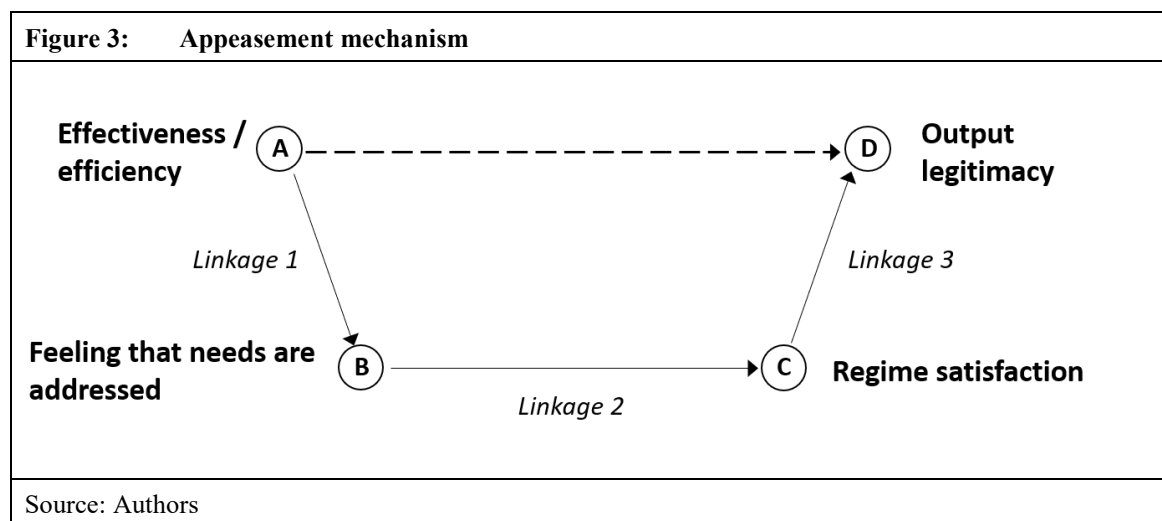 Figure 3: Appeasement mechanism
Effectiveness /
efficiency
A
D
Output
legitimacy
Linkage 1
Linkage 3
Feeling that needs are
addressed
B
C
Regime satisfaction
Linkage 2
Source: Authors